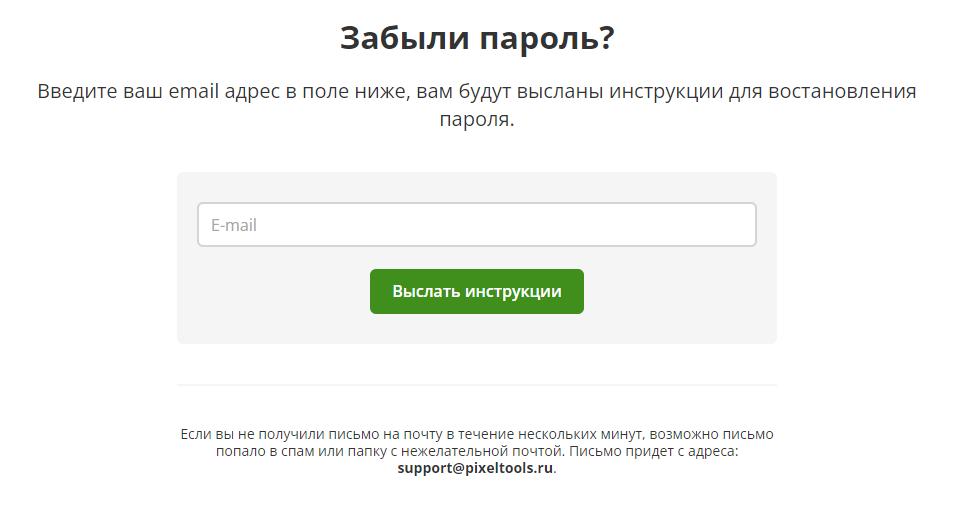 Забыли пароль?
Введите ваш email адрес в поле ниже, вам будут высланы инструкции для востановления
пароля.
E-mail
Выслать инструкции
Если вы не получили письмо на почту в течение нескольких минут, возможно письмо
попало в спам или папку с нежелательной почтой. Письмо придет с адреса:
support@pixeltools.ru.